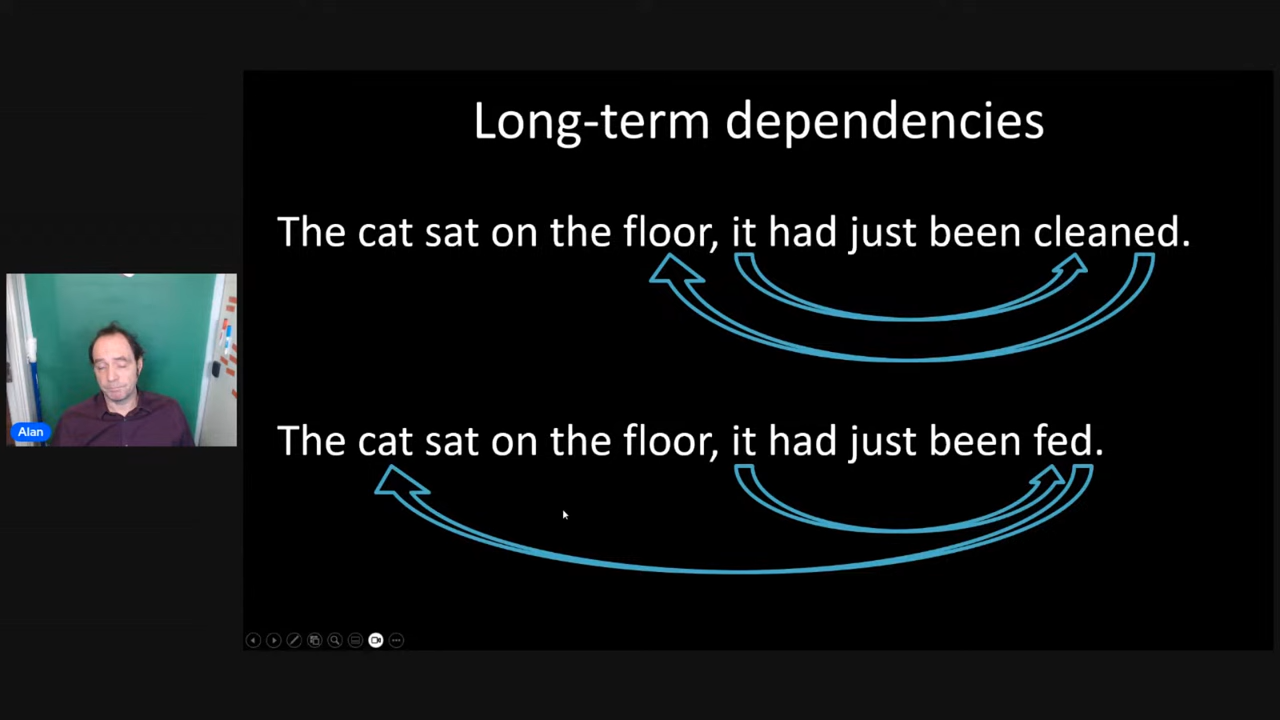 Long-term dependencies
The cat sat on the floor, it had just been cleaned.
Alan
The cat sat on the floor, it had just been fed.